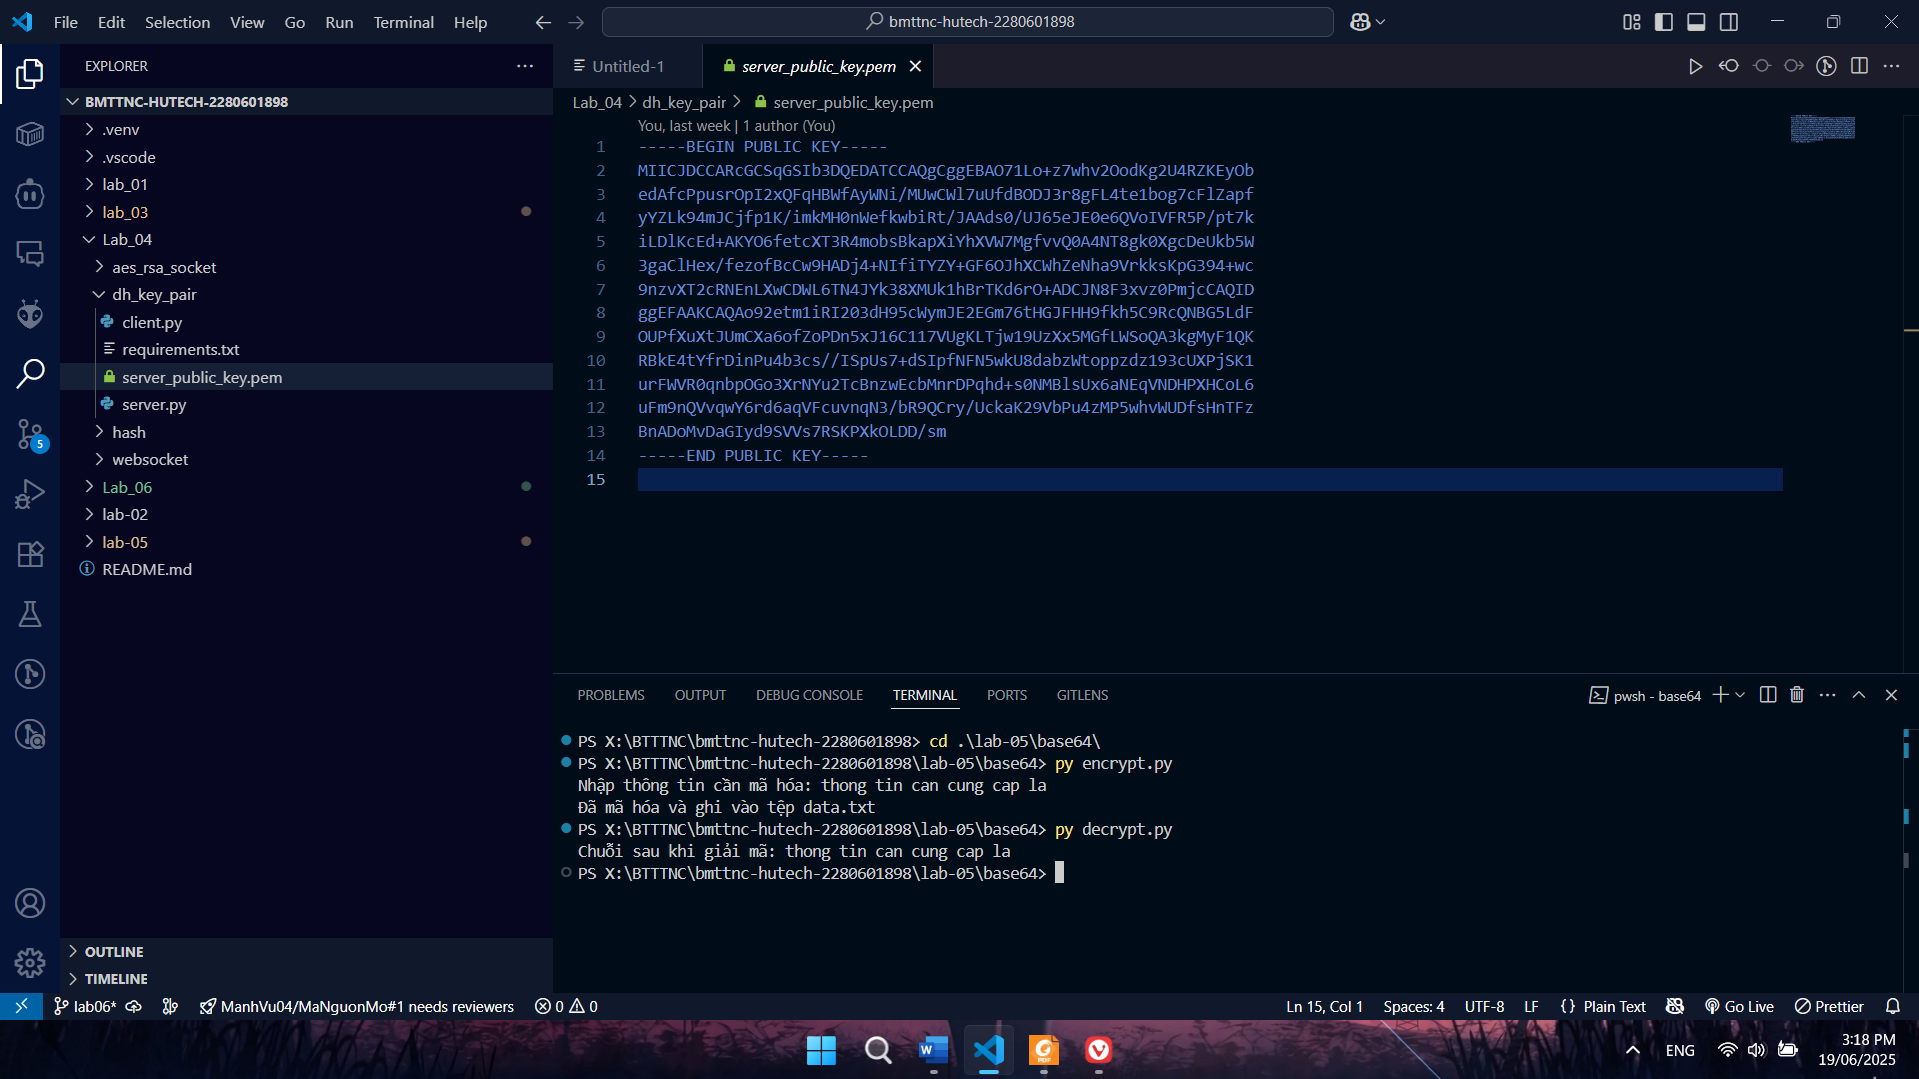 File Edit Selection View Go Run Terminal Help
bmttnc-hutech-2280601898
EXPLORER
BMTTNC-HUTECH-2280601898
.venv
.vscode
lab_01
lab_03
Lab_04
aes_rsa_socket
dh_key_pair
client.py
requirements.txt
server_public_key.pem
server.py
hash
websocket
Lab_06
lab-02
lab-05
README.md
5
OUTLINE
TIMELINE
Untitled-1
server_public_key.pem
Lab_04 > dh_key_pair > server_public_key.pem
You, last week | 1 author (You)
1 -----BEGIN PUBLIC KEY-----
2 MIICJDCCARcGCSqGSIb3DQEDATCCAQgCggEBAO71Lo+z7whv2OodKg2U4RZKEyOb
3 edAfcPpusrOpI2xQFqHBWfAyWNi/MUwCWl7uUfdBODJ3r8gFL4te1bog7cFlZapf
4 yYZLk94mJCjfp1K/imkMH0nWefkwbiRt/JAAds0/UJ65eJE0e6QVoIVFR5P/pt7k
5 iLDlKcEd+AKYO6fetcXT3R4mobsBkapXiYhXVW7MgfvvQ0A4NT8gk0XgcDeUkb5W
6 3gaClHex/fezofBcCw9HADj4+NIfiTYZY+GF6OJhXCWhZeNha9VrkksKpG394+wc
7 9nzvXT2cRNEnLXwCDWL6TN4JYk38XMUk1hBrTKd6rO+ADCJN8F3xvz0PmjcCAQID
8 ggEFAAKCAQAo92etm1iRI203dH95cWymJE2EGm76tHGJFHH9fkh5C9RcQNBG5LdF
9 OUPfXuXtJUmCXa6ofZoPDn5xJ16C117VUgKLTjw19UzXx5MGfLWSoQA3kgMyF1QK
10 RBkE4tYfrDinPu4b3cs//ISpUs7+dSIpfNFN5wkU8dabzWtoppzdz193cUXPjSK1
11 urFWVR0qnbpOGo3XrNYu2TcBnzwEcbMnrDPqhd+s0NMBlsUx6aNEqVNDHPXHCoL6
12 uFm9nQVvqwY6rd6aqVFcuvnqN3/bR9QCry/UckaK29VbPu4zMP5whvWUDfsHnTFz
13 BnADoMvDaGIyd9SVVs7RSKPXkOLDD/sm
14 -----END PUBLIC KEY-----
15
PROBLEMS OUTPUT DEBUG CONSOLE TERMINAL PORTS GITLENS
pwsh - base64
PS X:\BTTTNC\bmttnc-hutech-2280601898> cd .\lab-05\base64\
PS X:\BTTTNC\bmttnc-hutech-2280601898\lab-05\base64> py encrypt.py
Nhập thông tin cần mã hóa: thong tin can cung cap la
Đã mã hóa và ghi vào tệp data.txt
PS X:\BTTTNC\bmttnc-hutech-2280601898\lab-05\base64> py decrypt.py
Chuỗi sau khi giải mã: thong tin can cung cap la
PS X:\BTTTNC\bmttnc-hutech-2280601898\lab-05\base64>
lab06* ManhVu04/MaNguonMo#1 needs reviewers 0 0
Ln 15, Col 1 Spaces: 4 UTF-8 LF {} Plain Text Go Live Prettier
ENG
3:18 PM
19/06/2025